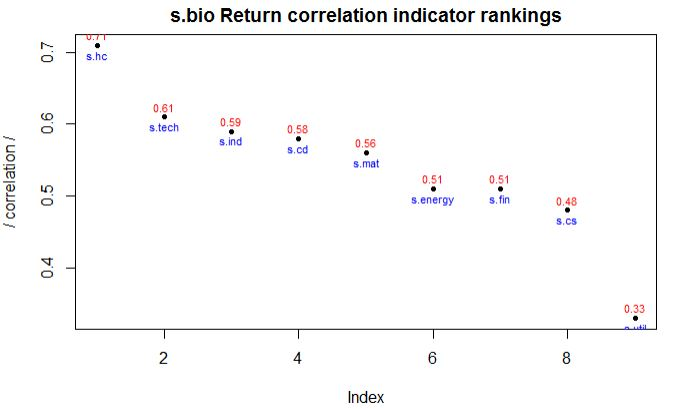 s.bio Return correlation indicator rankings
/ correlation /
0.7
0.6
0.5
0.4
0.71
s.hc
0.61
s.tech
0.59
s.ind
0.58
s.cd
0.56
s.mat
0.51
s.energy
0.51
s.fin
0.48
s.cs
0.33
s.util
2
4
6
8
Index